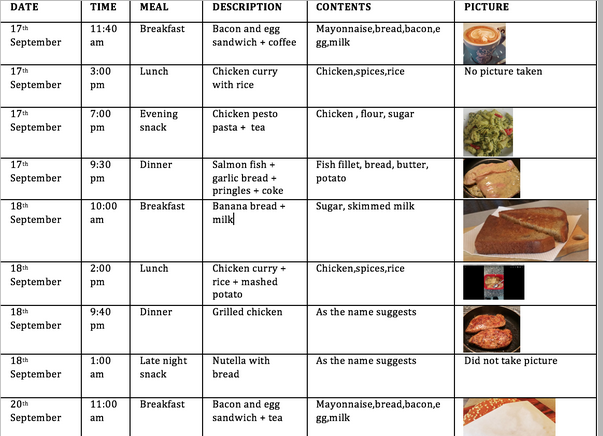 DATE TIME MEAL DESCRIPTION CONTENTS PICTURE
17th 11:40 Breakfast Bacon and egg Mayonnaise,bread,bacon,e
September am sandwich + coffee gg,milk
17th 3:00 Lunch Chicken curry Chicken,spices,rice No picture taken
September pm with rice
17th 7:00 Evening Chicken pesto Chicken , flour, sugar
September pm snack pasta + tea
17th 9:30 Dinner Salmon fish + Fish fillet, bread, butter,
September pm garlic bread + potato
pringles + coke
18th 10:00 Breakfast Banana bread + Sugar, skimmed milk
September am milk
18th 2:00 Lunch Chicken curry + Chicken,spices,rice
September pm rice + mashed
potato
18th 9:40 Dinner Grilled chicken As the name suggests
September pm
18th 1:00 Late night Nutella with As the name suggests Did not take picture
September am snack bread
20th 11:00 Breakfast Bacon and egg Mayonnaise,bread,bacon,e
September am sandwich + tea gg,milk